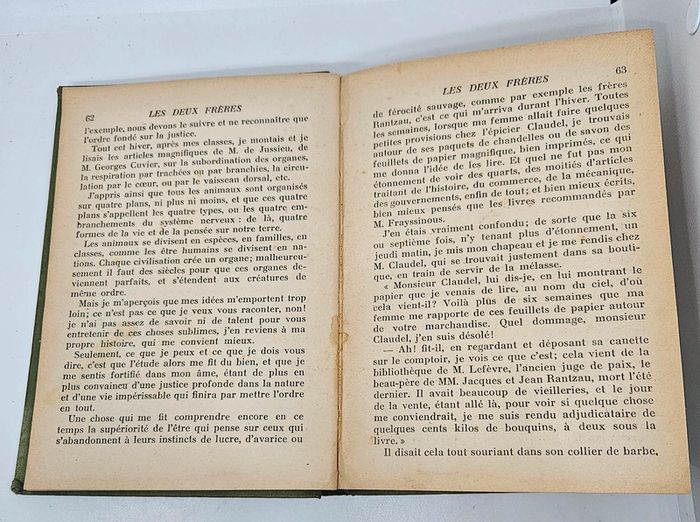 62
LES DEUX FRÈRES
l'exemple, nous devons le suivre et ne reconnaître que
l'ordre fondé sur la justice.
Tout cet hiver, après mes classes, je montais et je
lisais les articles magnifiques de M. de Jussieu, de
M. Georges Cuvier, sur la subordination des organes,
la respiration par trachées ou par branchies, la circu-
lation par le cœur, ou par le vaisseau dorsal, etc.
J'appris ainsi que tous les animaux sont organisés
sur quatre plans, ni plus ni moins, et que ces quatre
plans s'appellent les quatre types, ou les quatre em-
branchements du système nerveux : de là, quatre
formes de la vie et de la pensée sur notre terre.
Les animaux se divisent en espèces, en familles, en
classes, comme les être humains se divisent en na-
tions. Chaque civilisation crée un organe; malheureu-
sement il faut des siècles pour que ces organes de-
viennent parfaits, et s'étendent aux créatures de
même ordre.
Mais je m'aperçois que mes idées m'emportent trop
loin; ce n'est pas ce que je veux vous raconter, non!
je n'ai pas assez de savoir ni de talent pour vous
entretenir de ces choses sublimes, j'en reviens à ma
propre histoire, qui me convient mieux.
Seulement, ce que je peux et ce que je dois vous
dire, c'est que l'étude alors me fit du bien, et que je
me sentis fortifié dans mon âme, étant de plus en
plus convaincu d'une justice profonde dans la nature
et d'une vie impérissable qui finira par mettre l'ordre
en tout.
Une chose qui me fit comprendre encore en ce
temps la supériorité de l'être qui pense sur ceux qui
s'abandonnent à leurs instincts de lucre, d'avarice ou
LES DEUX FRÈRES
63
de férocité sauvage, comme par exemple les frères
Rantzau, c'est ce qui m'arriva durant l'hiver. Toutes
les semaines, lorsque ma femme allait faire quelques
petites provisions chez l'épicier Claudel, je trouvais
autour de ses paquets de chandelles ou de savon des
feuillets de papier magnifique, bien imprimés, ce qui
me donna l'idée de les lire. Et quel ne fut pas mon
étonnement de voir des quarts, des moitiés d'articles
traitant de l'histoire, du commerce, de la mécanique,
des gouvernements, enfin de tout; et bien mieux écrits,
bien mieux pensés que les livres recommandés par
M. Frayssinous.
J'en étais vraiment confondu; de sorte que la six
ou septième fois, n'y tenant plus d'étonnement, un
jeudi matin, je mis mon chapeau et je me rendis chez
M. Claudel, qui se trouvait justement dans sa bouti-
que, en train de servir de la mélasse.
« Monsieur Claudel, lui dis-je, en lui montrant le
papier que je venais de lire, au nom du ciel, d'où
cela vient-il? Voilà plus de six semaines que ma
femme me rapporte de ces feuillets de papier autour
de votre marchandise. Quel dommage, monsieur
Claudel, j'en suis désolé!
— Ah! fit-il, en regardant et déposant sa canette
sur le comptoir, je vois ce que c'est; cela vient de la
bibliothèque de M. Lefèvre, l'ancien juge de paix, le
beau-père de MM. Jacques et Jean Rantzau, mort l'été
dernier. Il avait beaucoup de vieilleries, et le jour
de la vente, étant allé là, pour voir si quelque chose
me conviendrait, je me suis rendu adjudicataire de
quelques cents kilos de bouquins, à deux sous la
livre. »
Il disait cela tout souriant dans son collier de barbe,